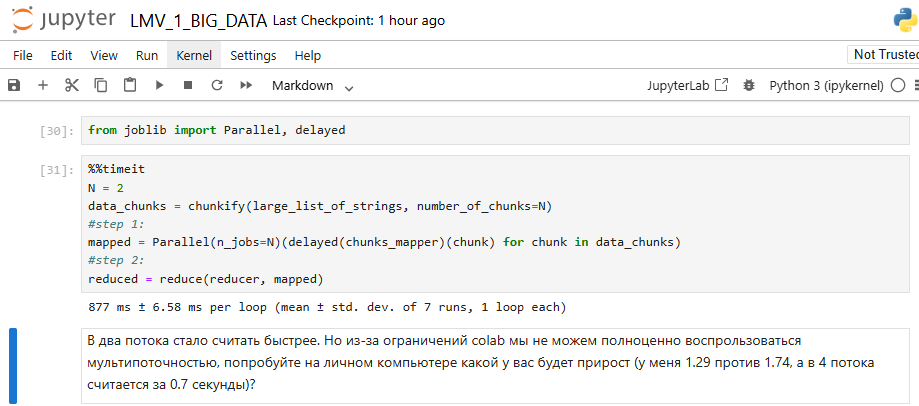 jupyter LMV_1_BIG_DATA Last Checkpoint: 1 hour ago
File Edit View Run Kernel Settings Help Not Trusted
Markdown JupyterLab Python 3 (ipykernel)
[30]: from joblib import Parallel, delayed
[31]: %%timeit
N = 2
data_chunks = chunkify(large_list_of_strings, number_of_chunks=N)
#step 1:
mapped = Parallel(n_jobs=N)(delayed(chunks_mapper)(chunk) for chunk in data_chunks)
#step 2:
reduced = reduce(reducer, mapped)
877 ms ± 6.58 ms per loop (mean ± std. dev. of 7 runs, 1 loop each)
В два потока стало считать быстрее. Но из-за ограничений colab мы не можем полноценно воспрользоваться
мультипоточностью, попробуйте на личном компьютере какой у вас будет прирост (у меня 1.29 против 1.74, а в 4 потока
считается за 0.7 секунды)?